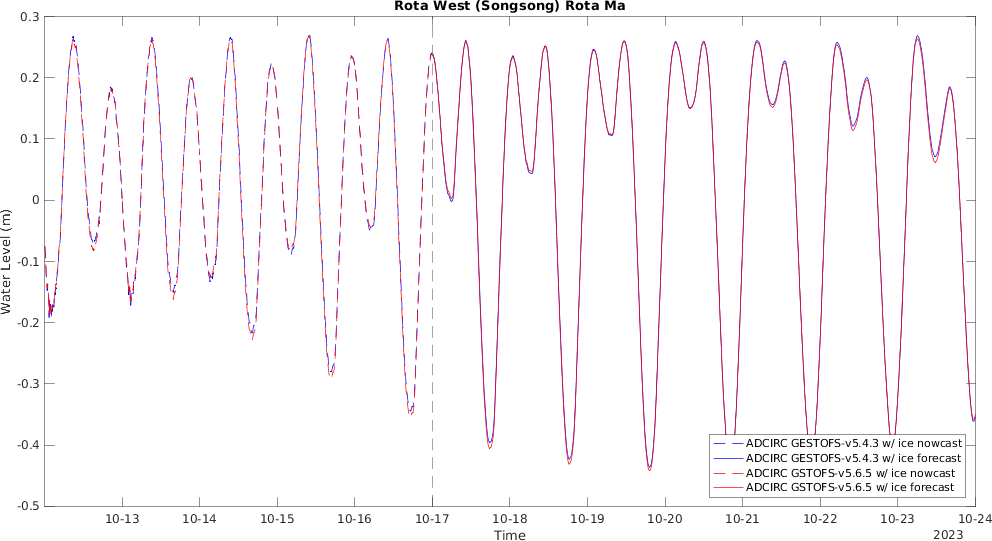 Rota West (Songsong) Rota Ma
0.3
0.2
0.1
0
-0.1
-0.2
-0.3
-0.4
-0.5
Water Level (m)
10-13 10-14 10-15 10-16 10-17 10-18 10-19 10-20 10-21 10-22 10-23 10-24
Time
2023
ADCIRC GESTOFS-v5.4.3 w/ ice nowcast
ADCIRC GESTOFS-v5.4.3 w/ ice forecast
ADCIRC GSTOFS-v5.6.5 w/ ice nowcast
ADCIRC GSTOFS-v5.6.5 w/ ice forecast